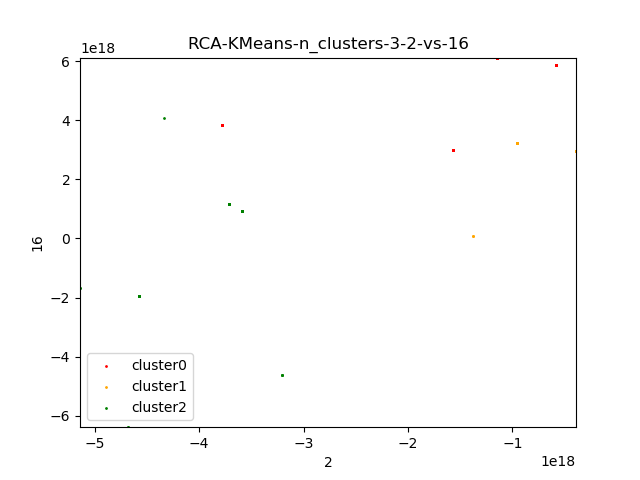 RCA-KMeans-n_clusters-3-2-vs-16
1e18
6
4
2
0
−2
−4
−6
16
cluster0
cluster1
cluster2
−5 −4 −3 −2 −1
2
1e18